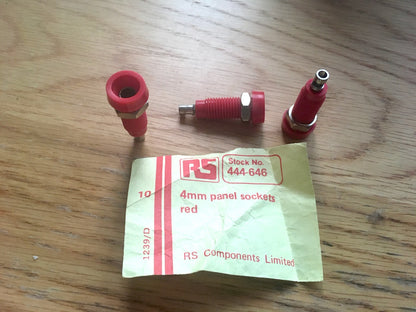 RS
Stock No.
444-646
10
4mm panel sockets
red
1239/D
RS Components Limited